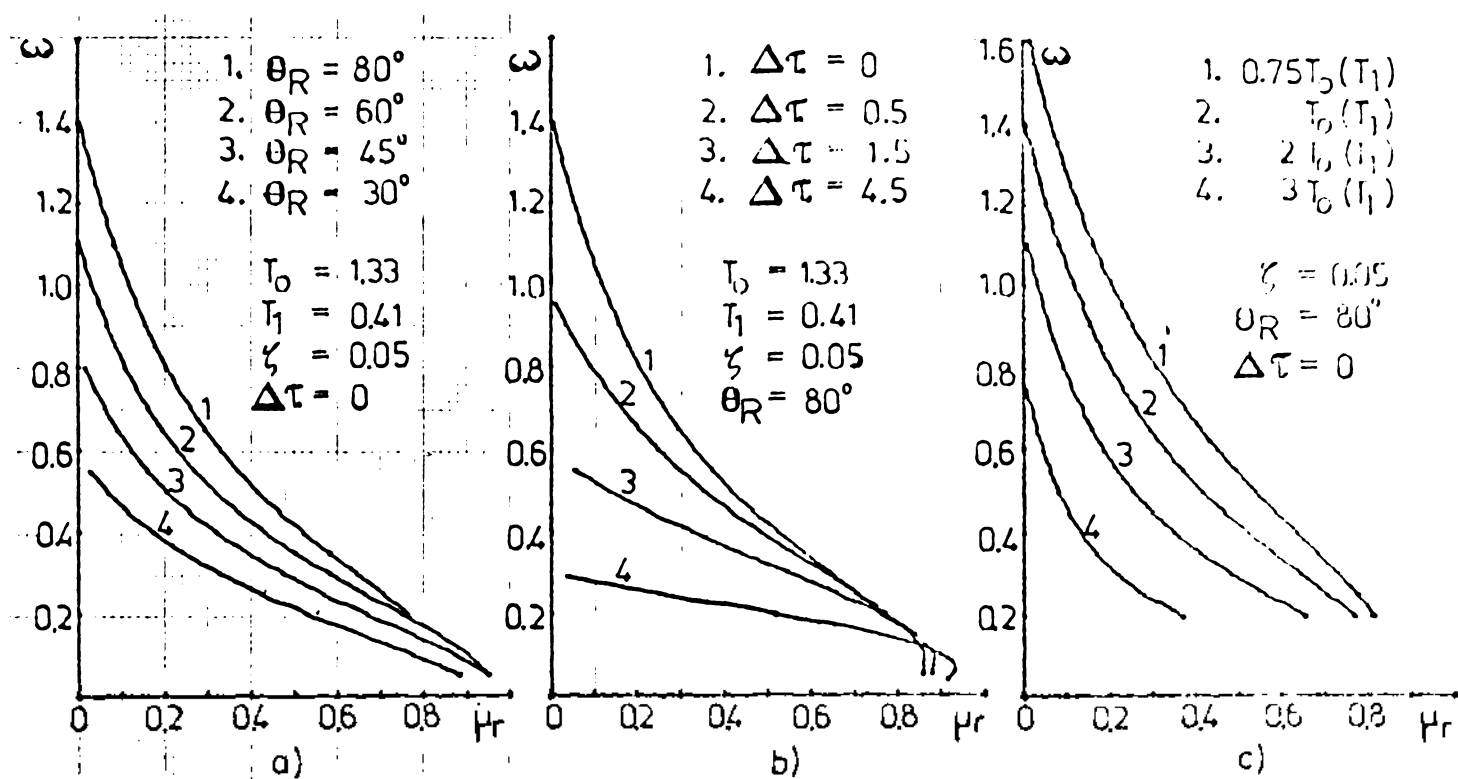 ω
1. θR = 80°
2. θR = 60°
3. θR = 45°
4. θR = 30°
T0 = 1.33
T1 = 0.41
ζ = 0.05
Δτ = 0
1.4
1.2
1.0
0.8
0.6
0.4
0.2
1
2
3
4
0 0.2 0.4 0.6 0.8 μr
a)
ω
1. Δτ = 0
2. Δτ = 0.5
3. Δτ = 1.5
4. Δτ = 4.5
T0 = 1.33
T1 = 0.41
ζ = 0.05
θR = 80°
1.4
1.2
1.0
0.8
0.6
0.4
0.2
1
2
3
4
0 0.2 0.4 0.6 0.8 μr
b)
ω
1. 0.75T0(T1)
2. T0(T1)
3. 2T0(T1)
4. 3T0(T1)
ζ = 0.05
θR = 80°
Δτ = 0
1.6
1.4
1.2
1.0
0.8
0.6
0.4
0.2
1
2
3
4
0 0.2 0.4 0.6 0.8 μr
c)